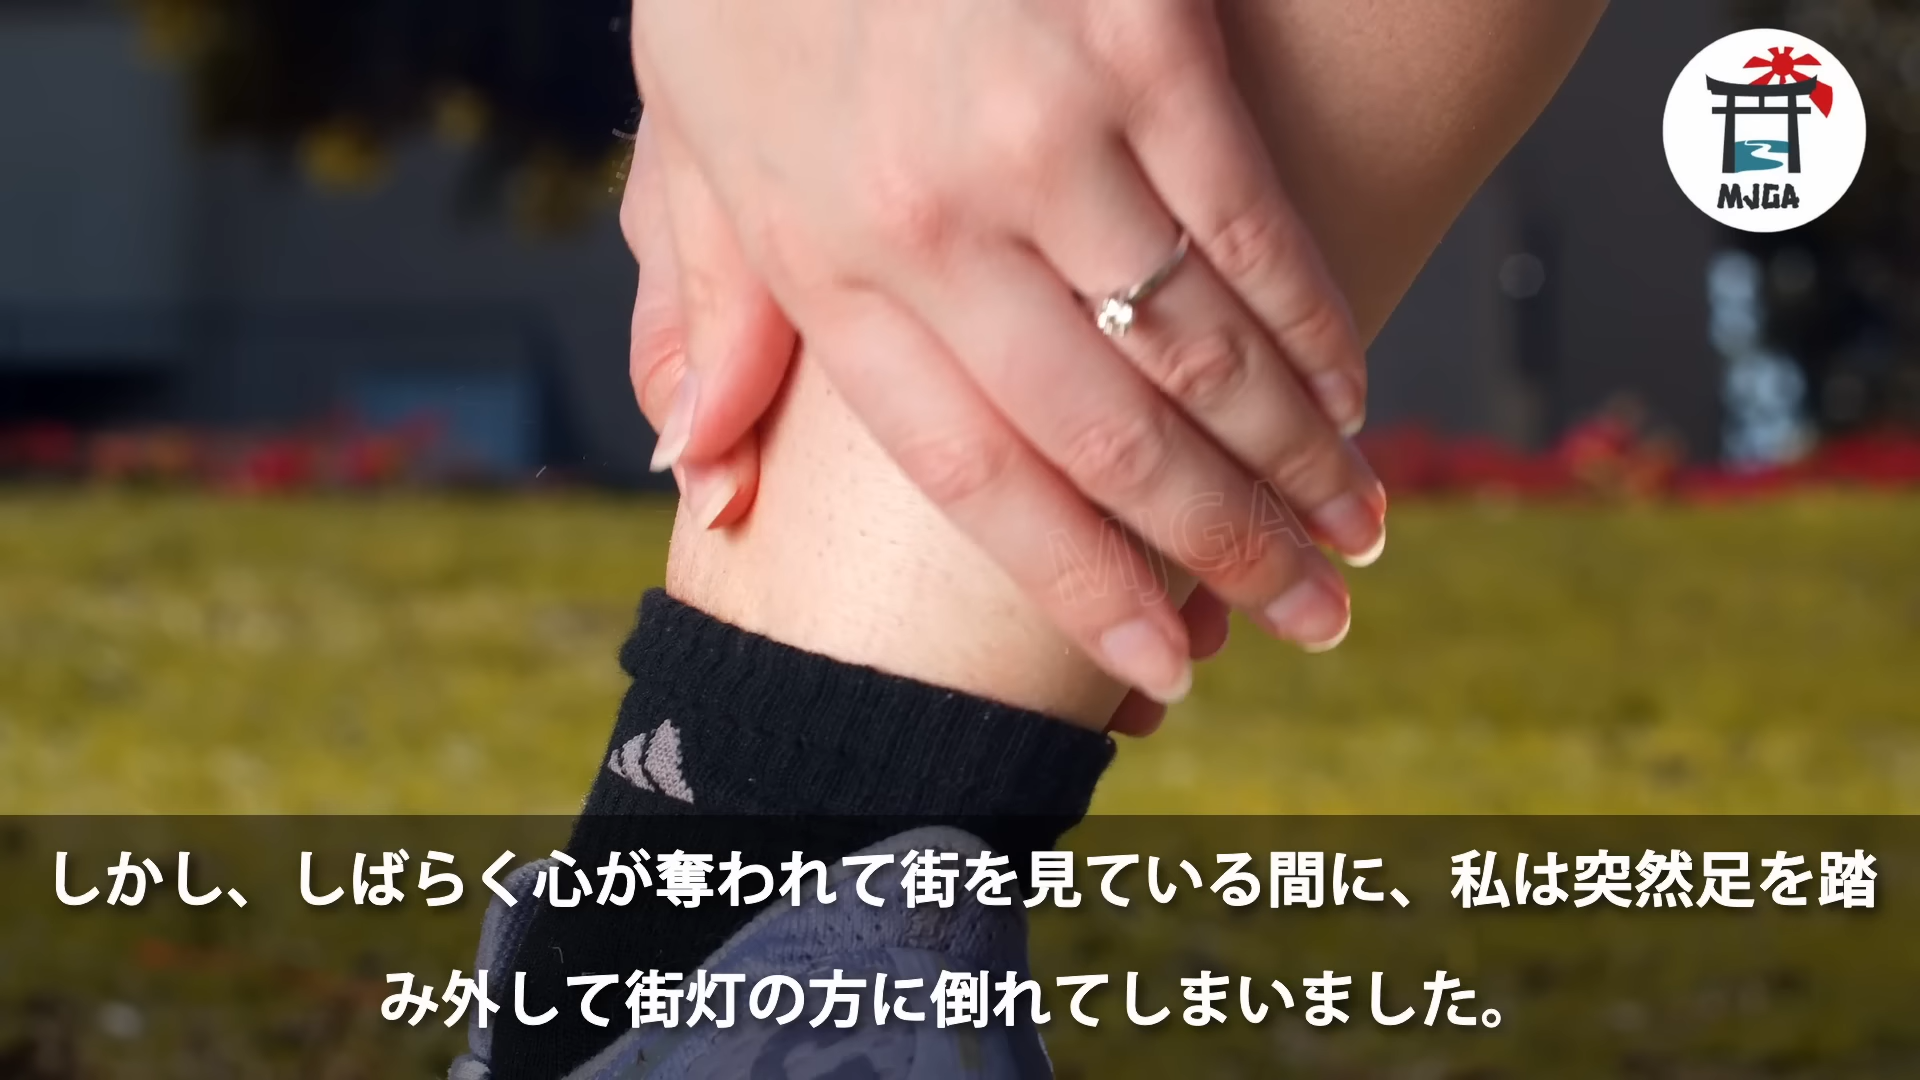 MJGA
MJGA
しかし、しばらく心が奪われて街を見ている間に、私は突然足を踏
み外して街灯の方に倒れてしまいました。